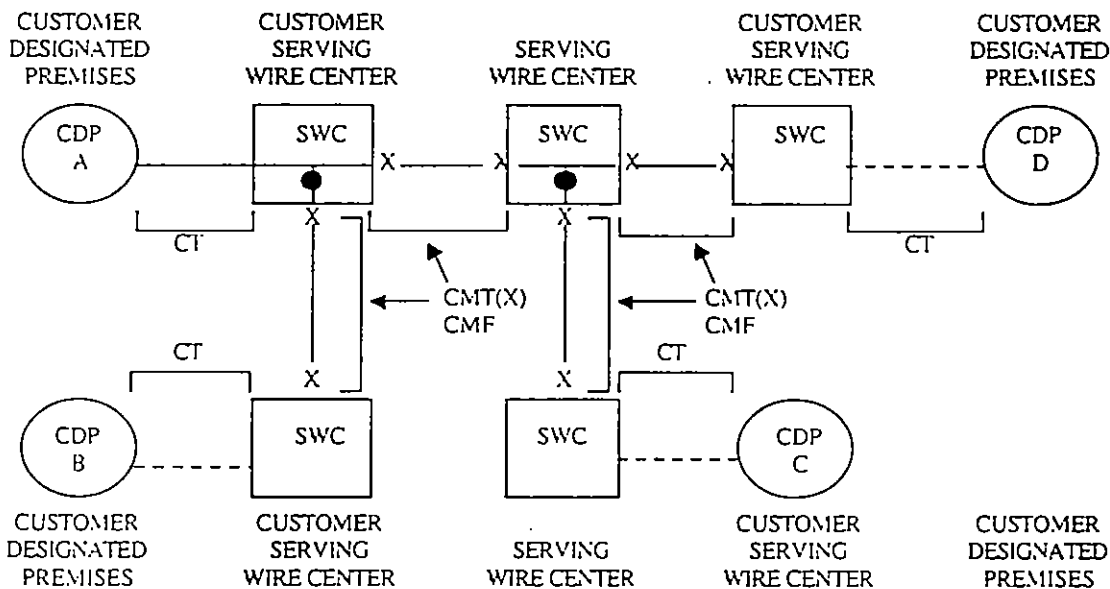 CUSTOMER DESIGNATED PREMISES
CUSTOMER SERVING WIRE CENTER
SERVING WIRE CENTER
CUSTOMER SERVING WIRE CENTER
CUSTOMER DESIGNATED PREMISES
CDP A
SWC
X
X
SWC
X
X
SWC
CDP D
CT
X
X
CT
CMT(X)
CMF
CMT(X)
CMF
CT
X
X
CT
CDP B
SWC
SWC
CDP C
CUSTOMER DESIGNATED PREMISES
CUSTOMER SERVING WIRE CENTER
SERVING WIRE CENTER
CUSTOMER SERVING WIRE CENTER
CUSTOMER DESIGNATED PREMISES